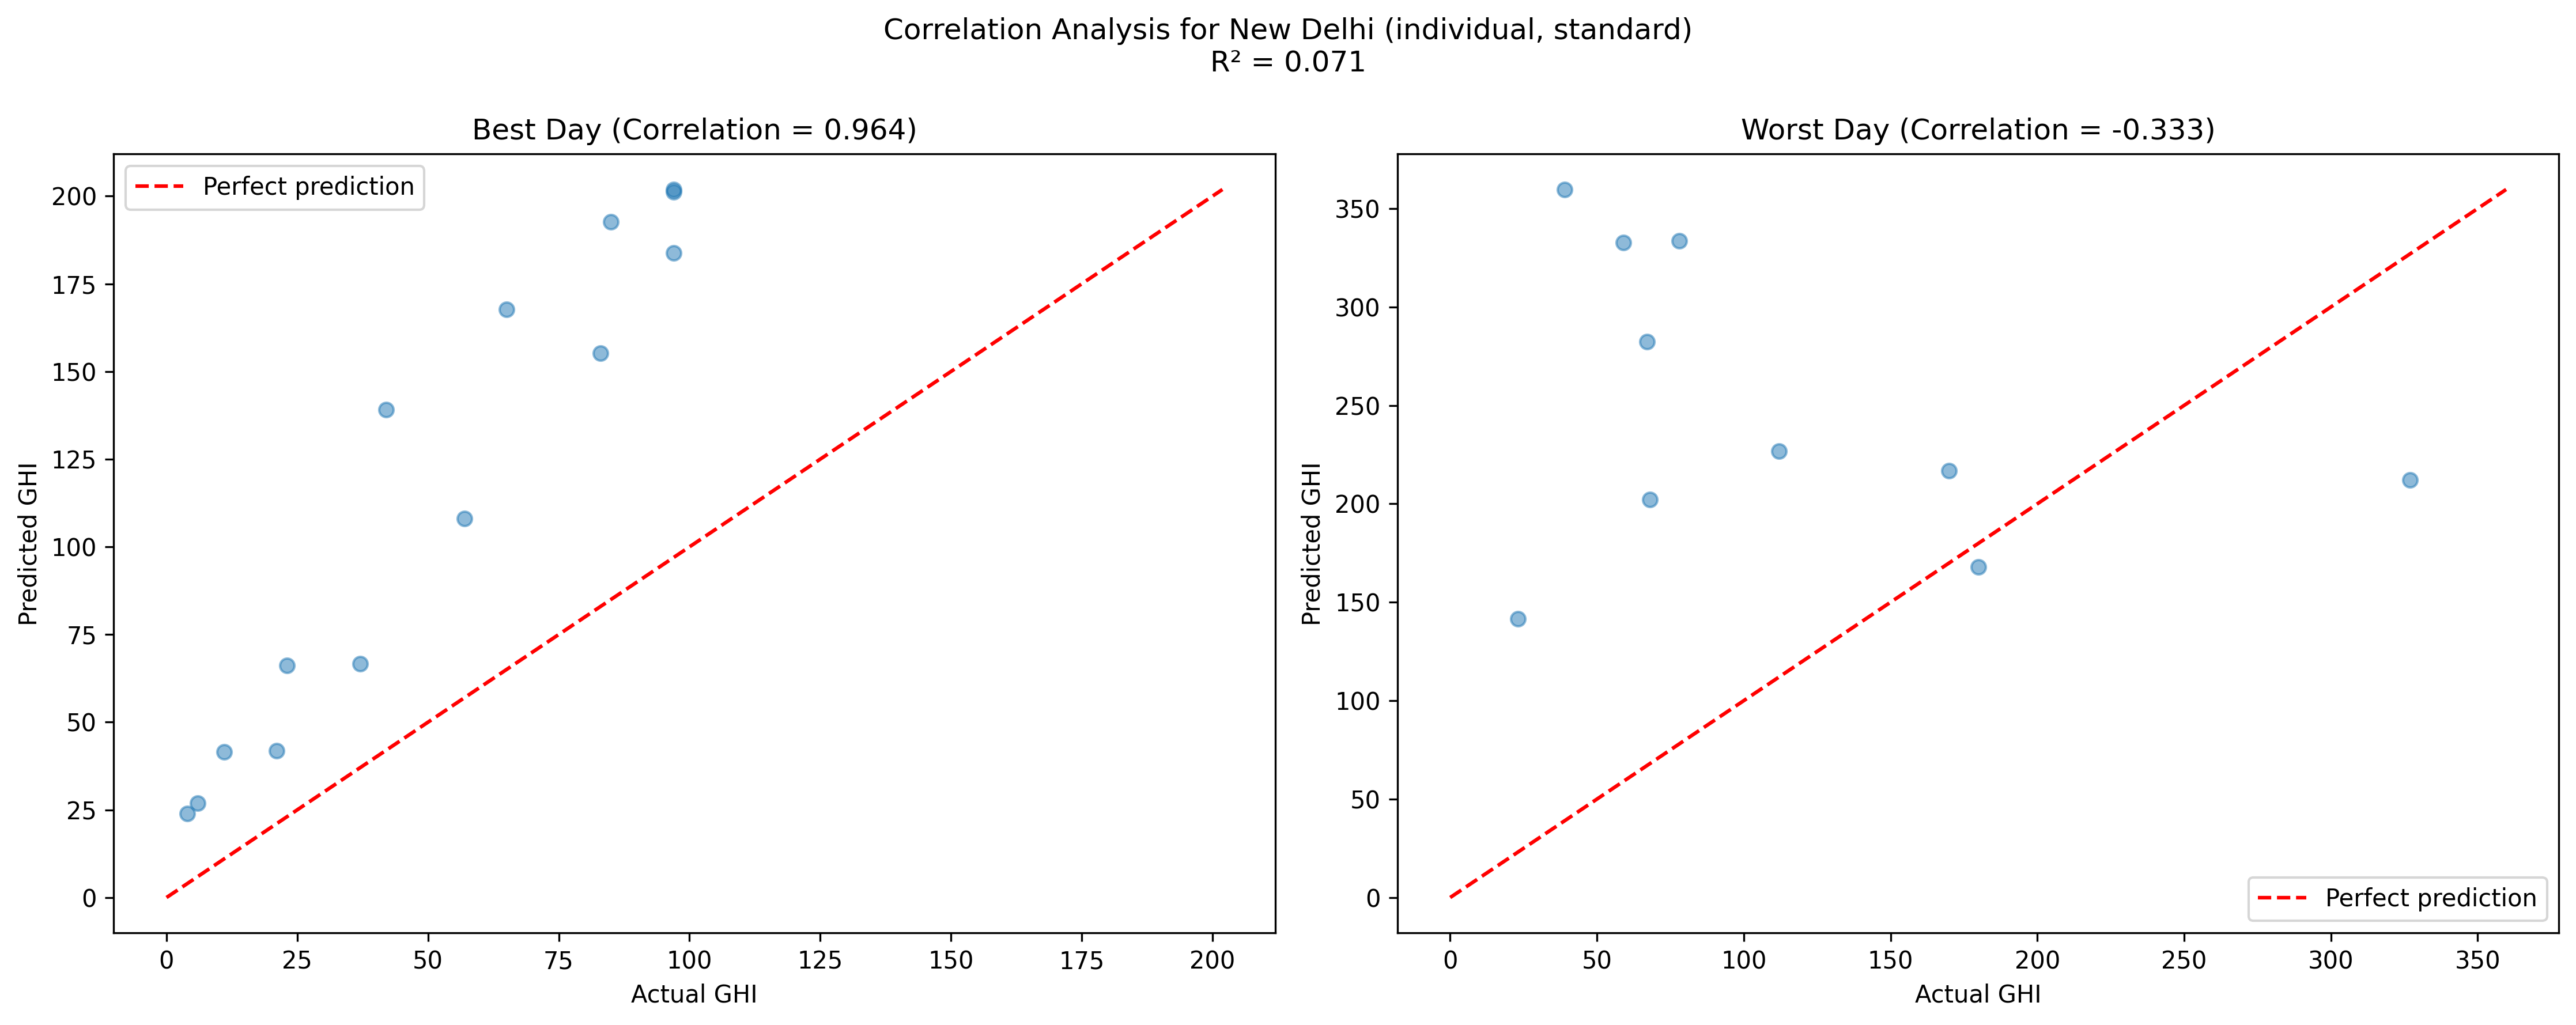 Correlation Analysis for New Delhi (individual, standard)
R² = 0.071
Best Day (Correlation = 0.964)
Perfect prediction
200
175
150
125
100
75
50
25
0
Predicted GHI
0 25 50 75 100 125 150 175 200
Actual GHI
Worst Day (Correlation = -0.333)
350
300
250
200
150
100
50
0
Predicted GHI
Perfect prediction
0 50 100 150 200 250 300 350
Actual GHI